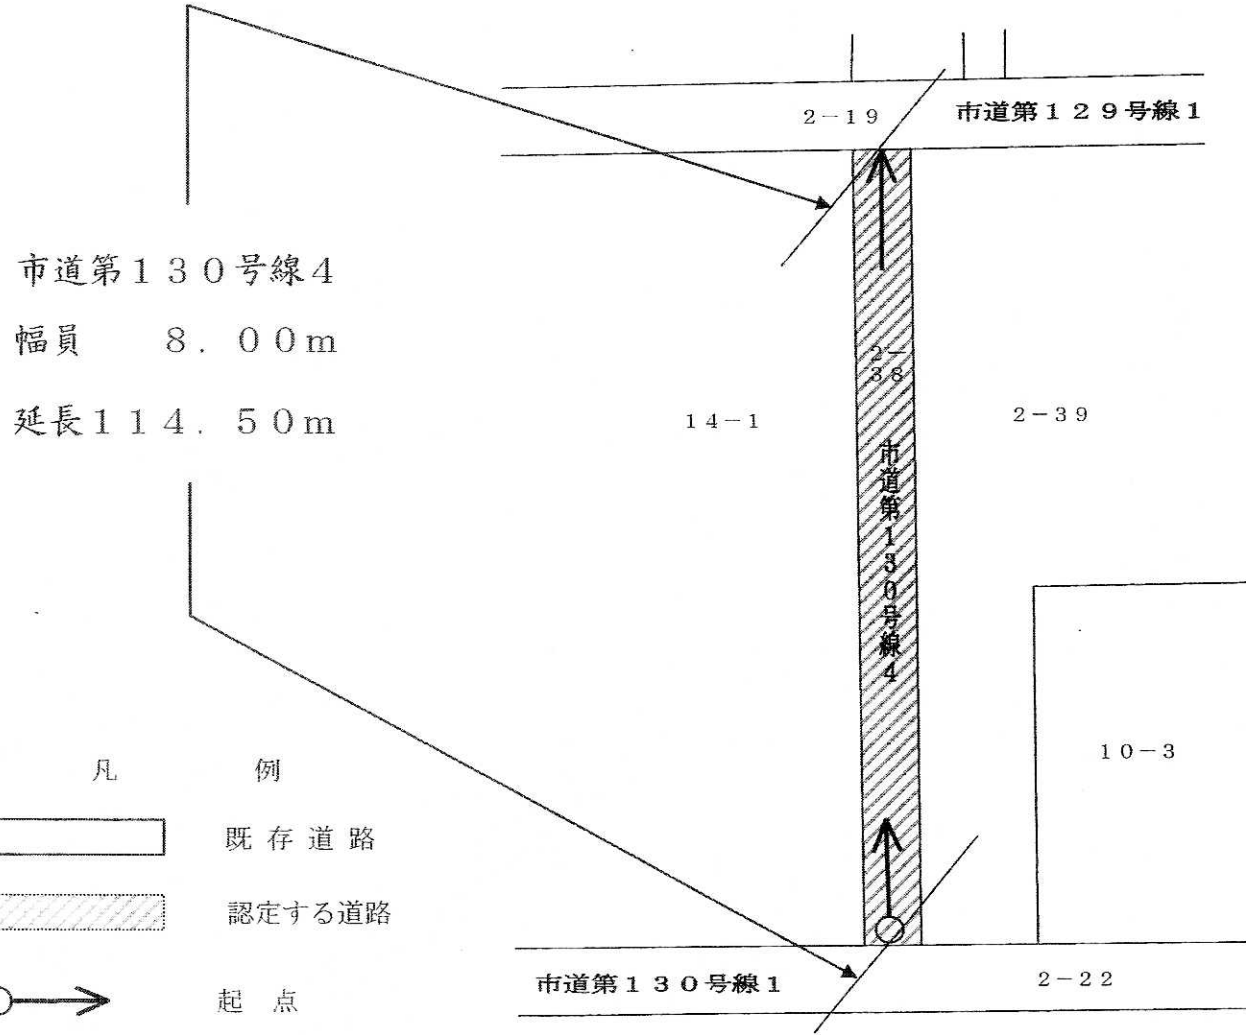 2－19
市道第１２９号線１
市道第１３０号線４
幅員　８．００ｍ
延長１１４．５０ｍ
2－
38
14－1
2－39
市道第１３０号線４
10－3
凡　例
既存道路
認定する道路
起　点
市道第１３０号線１
2－22